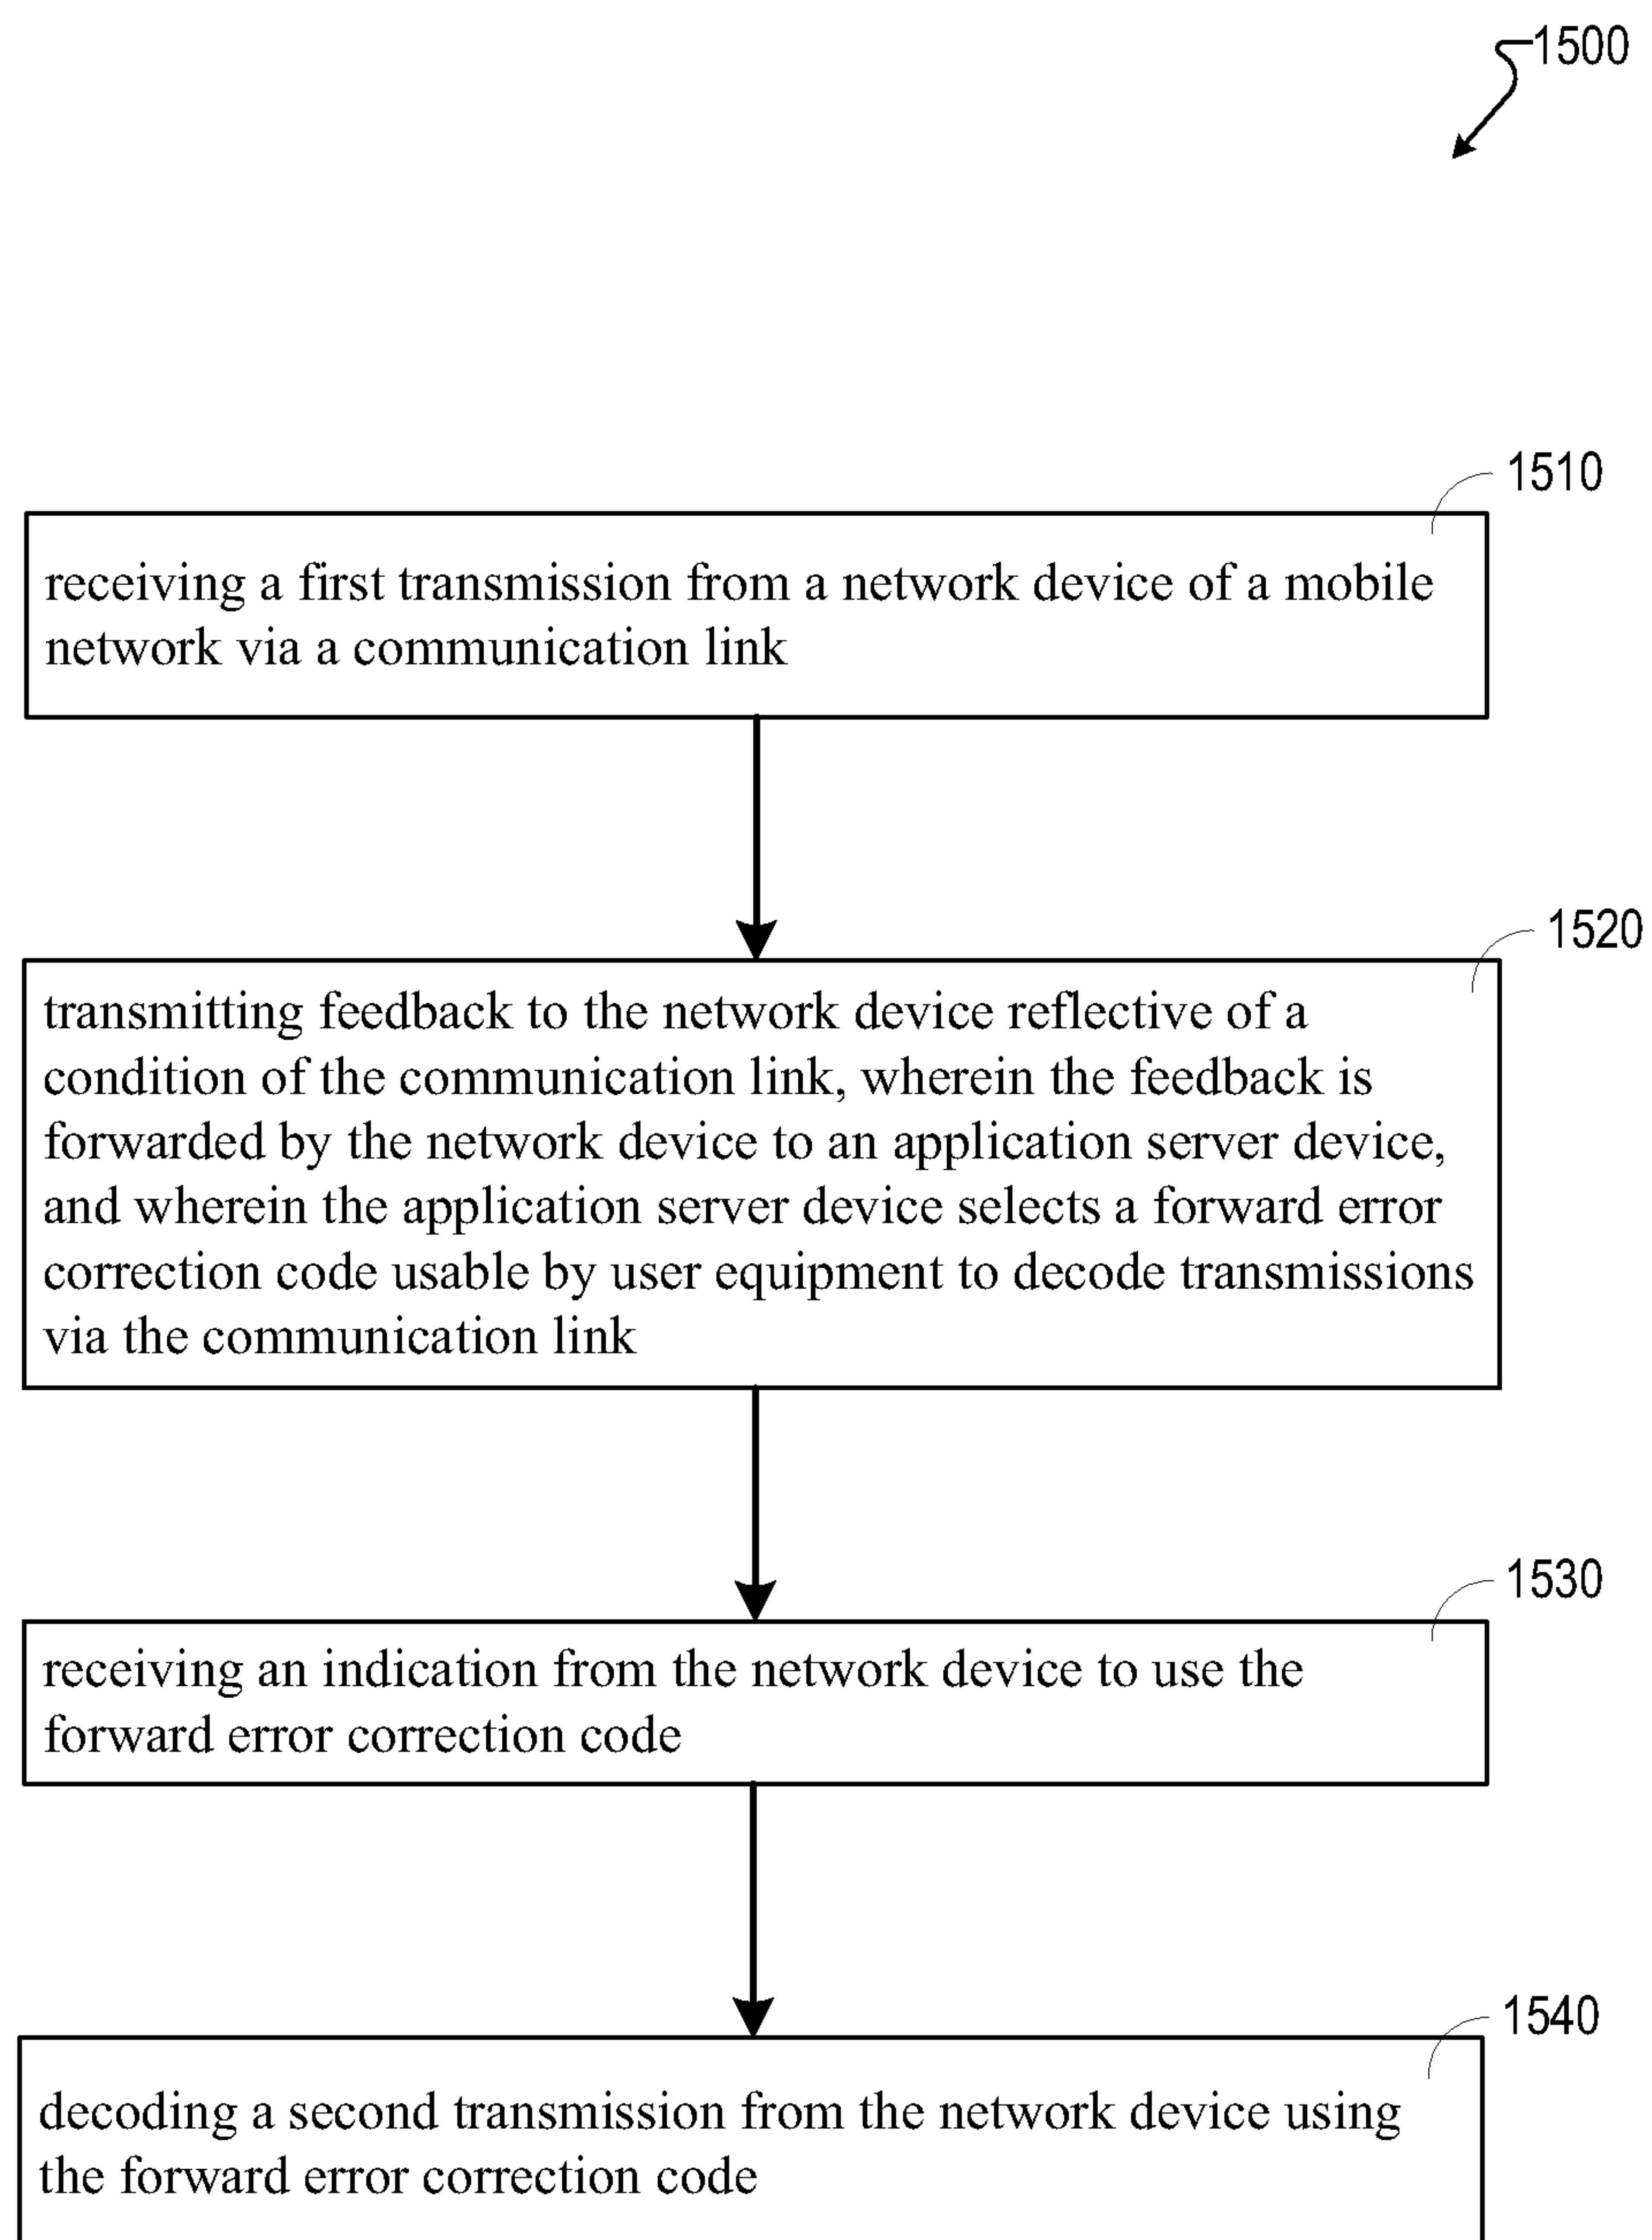 1500
1510
receiving a first transmission from a network device of a mobile
network via a communication link
1520
transmitting feedback to the network device reflective of a
condition of the communication link, wherein the feedback is
forwarded by the network device to an application server device,
and wherein the application server device selects a forward error
correction code usable by user equipment to decode transmissions
via the communication link
1530
receiving an indication from the network device to use the
forward error correction code
1540
decoding a second transmission from the network device using
the forward error correction code